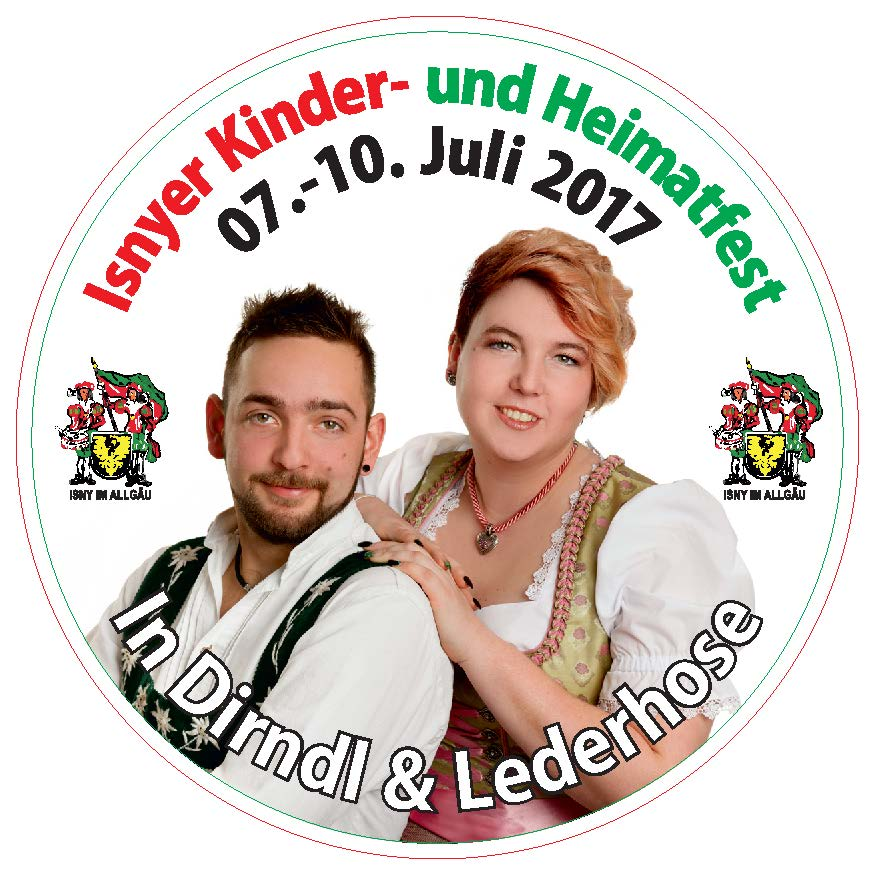 Isnyer Kinder- und Heimatfest
07.-10. Juli 2017
ISNY IM ALLGÄU
ISNY IM ALLGÄU
In Dirndl & Lederhose